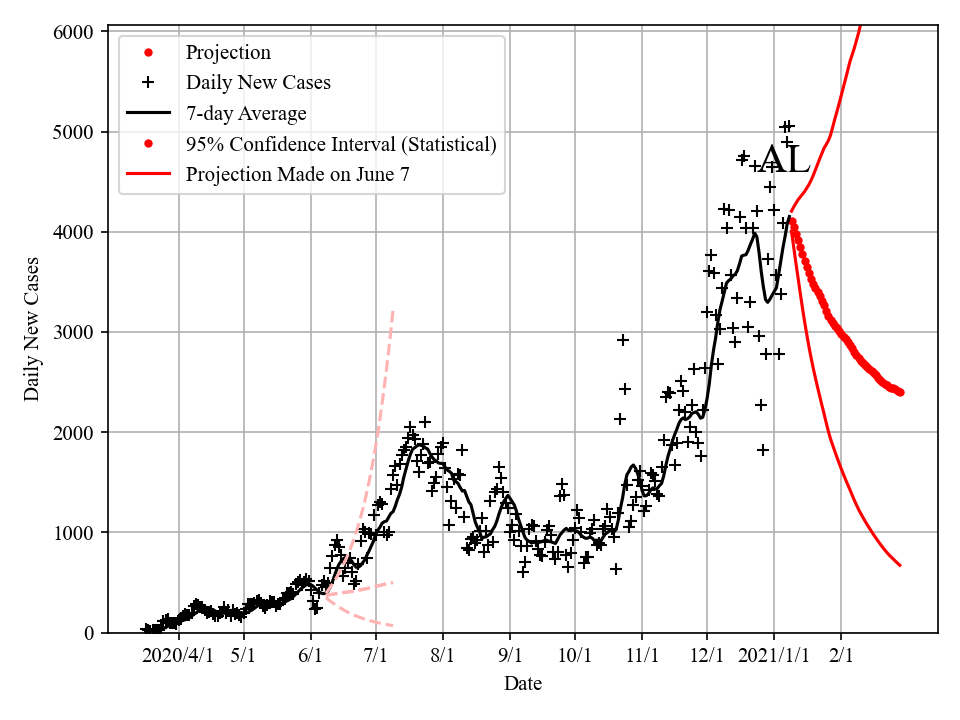 6000
5000
4000
3000
2000
1000
0
Daily New Cases
Projection
Daily New Cases
7-day Average
95% Confidence Interval (Statistical)
Projection Made on June 7
AL
2020/4/1 5/1 6/1 7/1 8/1 9/1 10/1 11/1 12/1 2021/1/1 2/1
Date